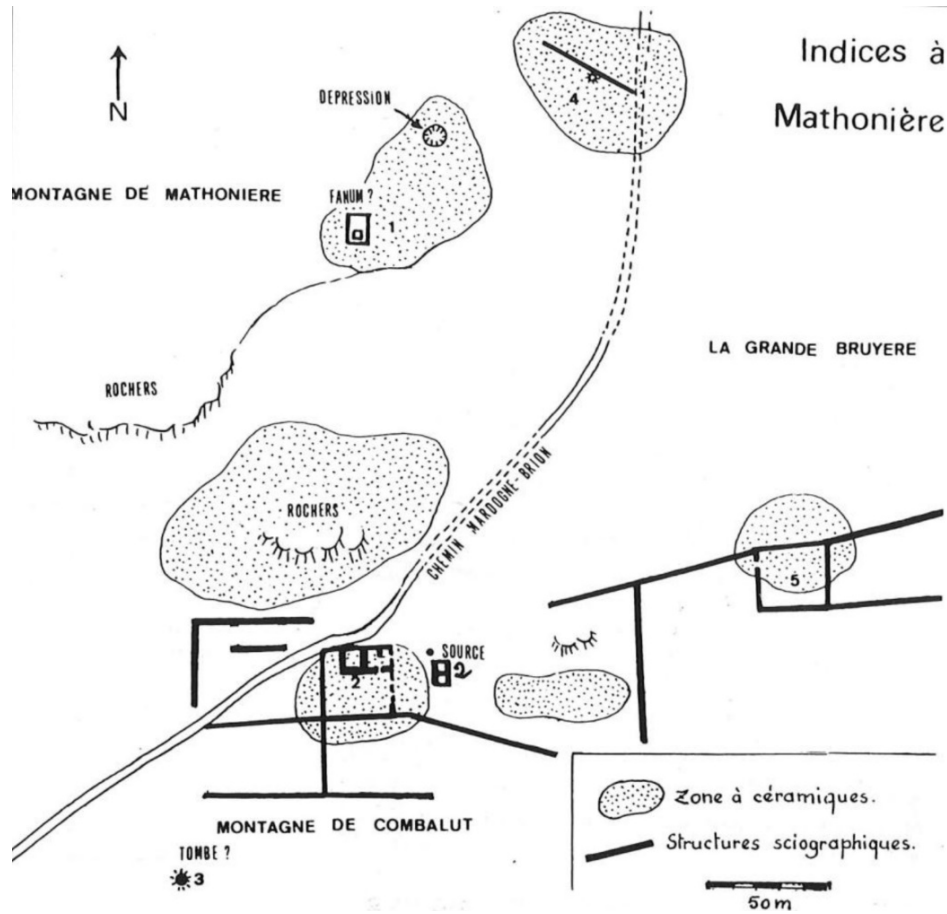 Indices à
Mathonière
N
DEPRESSION
4
MONTAGNE DE MATHONIERE
FANUM ?
1
LA GRANDE BRUYERE
ROCHERS
ROCHERS
CHEMIN MARDOGNE-BRION
5
SOURCE
2
2
Zone à céramiques.
Structures sciographiques.
MONTAGNE DE COMBALUT
TOMBE ?
3
50m